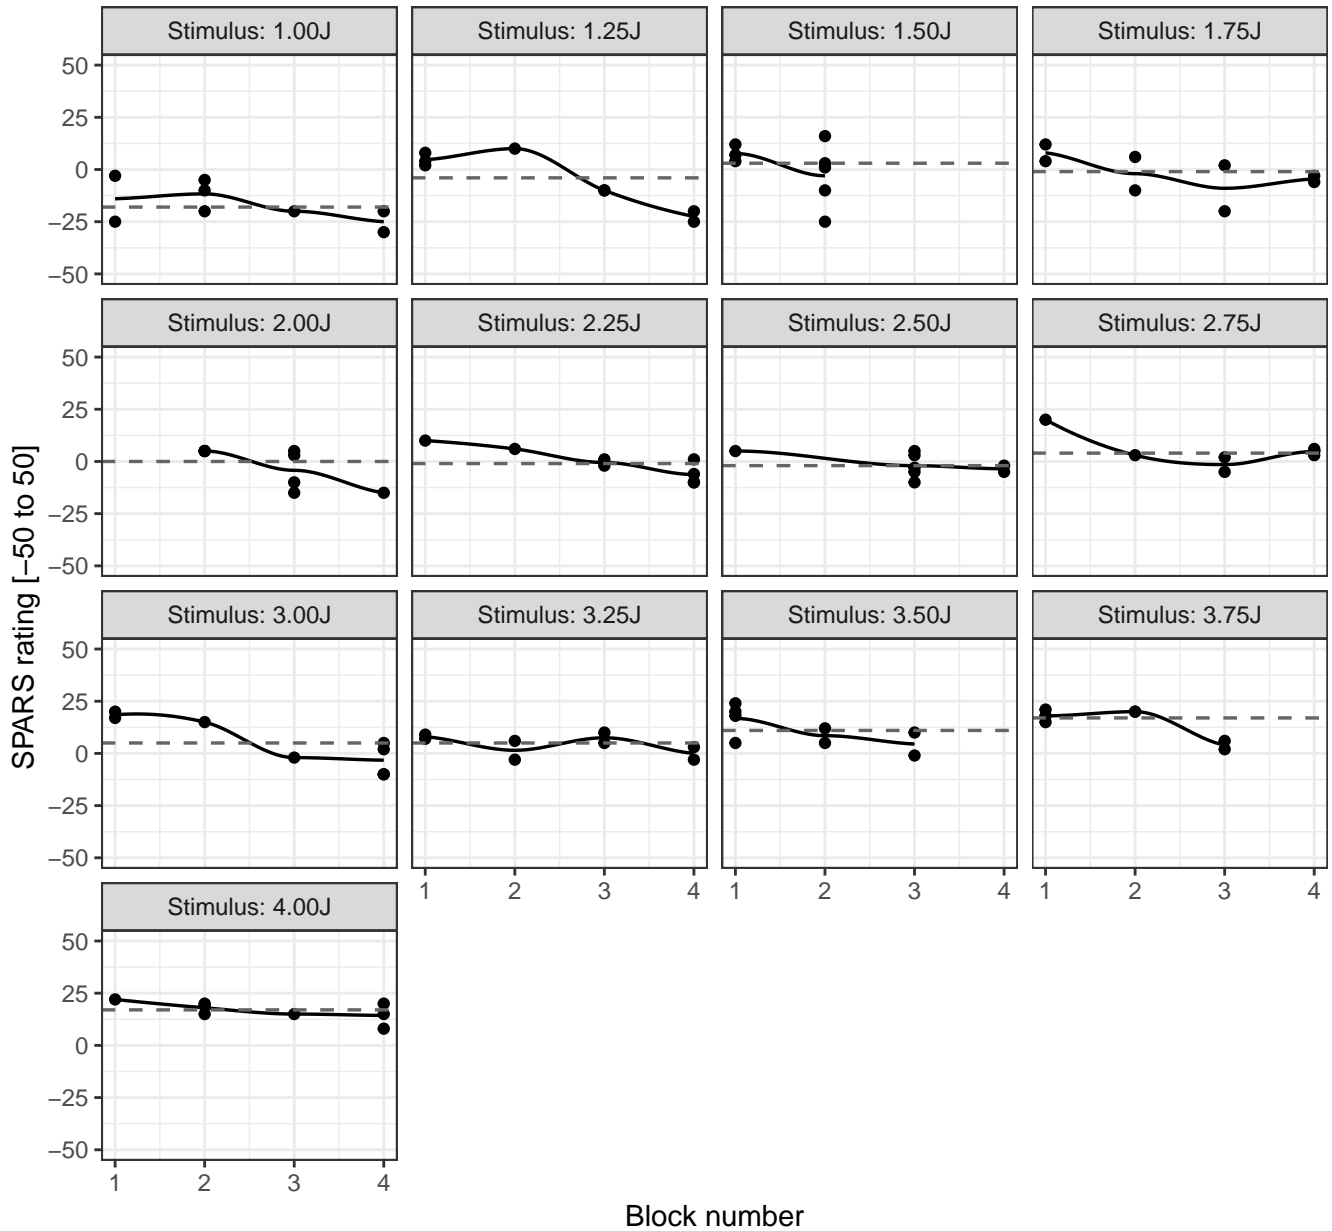 Stimulus: 1.00J Stimulus: 1.25J Stimulus: 1.50J Stimulus: 1.75J
50
25
0
−25
−50
Stimulus: 2.00J Stimulus: 2.25J Stimulus: 2.50J Stimulus: 2.75J
50
25
0
−25
−50
Stimulus: 3.00J Stimulus: 3.25J Stimulus: 3.50J Stimulus: 3.75J
50
25
0
−25
−50
1 2 3 4 1 2 3 4 1 2 3 4
Stimulus: 4.00J
50
25
0
−25
−50
1 2 3 4
SPARS rating [−50 to 50]
Block number